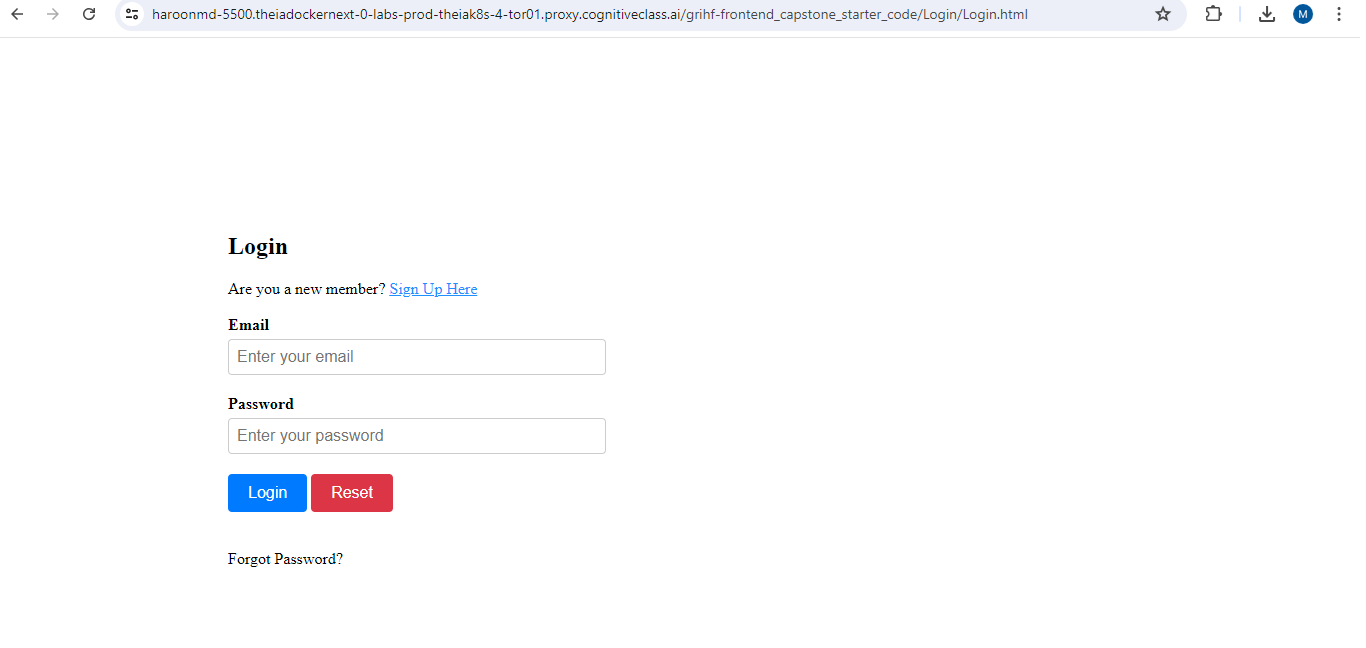 haroonmd-5500.theiadockernext-0-labs-prod-theiak8s-4-tor01.proxy.cognitiveclass.ai/grihf-frontend_capstone_starter_code/Login/Login.html
M
Login
Are you a new member? Sign Up Here
Email
Enter your email
Password
Enter your password
Login Reset
Forgot Password?